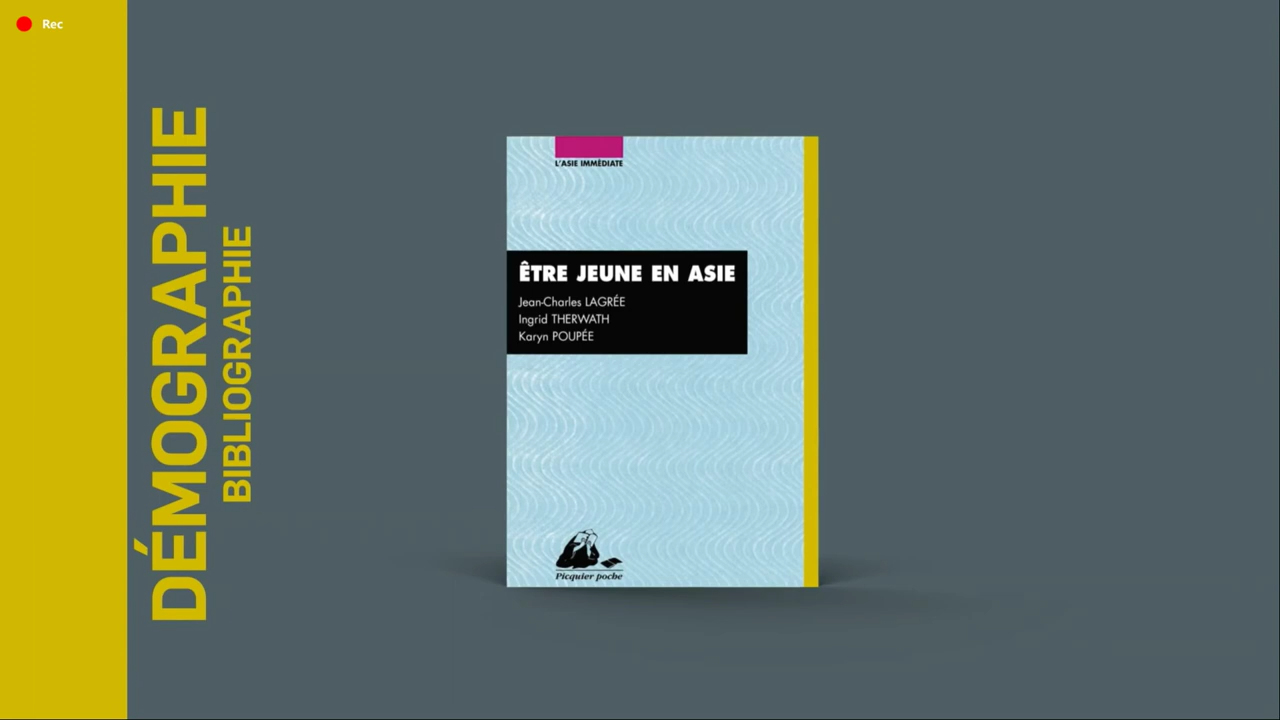 Rec
DÉMOGRAPHIE
BIBLIOGRAPHIE
L'ASIE IMMÉDIATE
ÊTRE JEUNE EN ASIE
Jean-Charles LAGRÉE
Ingrid THERWATH
Karyn POUPÉE
Picquier poche